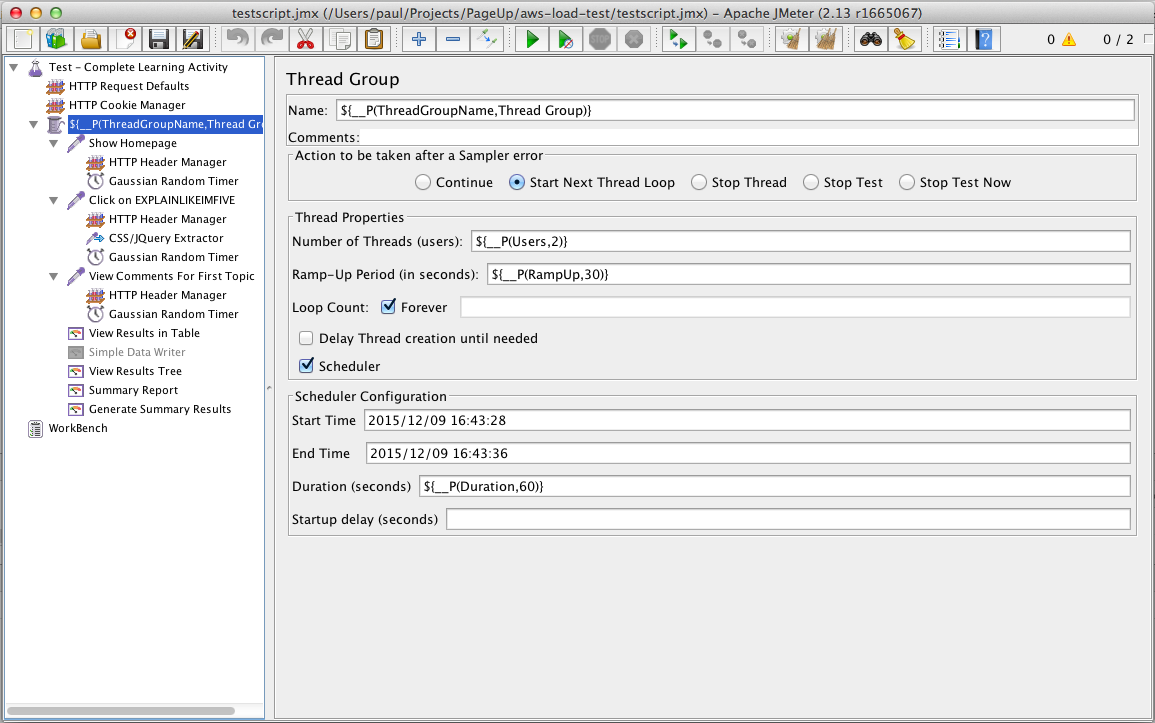 testscript.jmx (/Users/paul/Projects/PageUp/aws-load-test/testscript.jmx) – Apache JMeter (2.13 r1665067)
0 0 / 2
Test – Complete Learning Activity
HTTP Request Defaults
HTTP Cookie Manager
${__P(ThreadGroupName,Thread Gr
Show Homepage
HTTP Header Manager
Gaussian Random Timer
Click on EXPLAINLIKEIMFIVE
HTTP Header Manager
CSS/JQuery Extractor
Gaussian Random Timer
View Comments For First Topic
HTTP Header Manager
Gaussian Random Timer
View Results in Table
Simple Data Writer
View Results Tree
Summary Report
Generate Summary Results
WorkBench
Thread Group
Name: ${__P(ThreadGroupName,Thread Group)}
Comments:
Action to be taken after a Sampler error
Continue Start Next Thread Loop Stop Thread Stop Test Stop Test Now
Thread Properties
Number of Threads (users): ${__P(Users,2)}
Ramp-Up Period (in seconds): ${__P(RampUp,30)}
Loop Count: Forever
Delay Thread creation until needed
Scheduler
Scheduler Configuration
Start Time 2015/12/09 16:43:28
End Time 2015/12/09 16:43:36
Duration (seconds) ${__P(Duration,60)}
Startup delay (seconds)